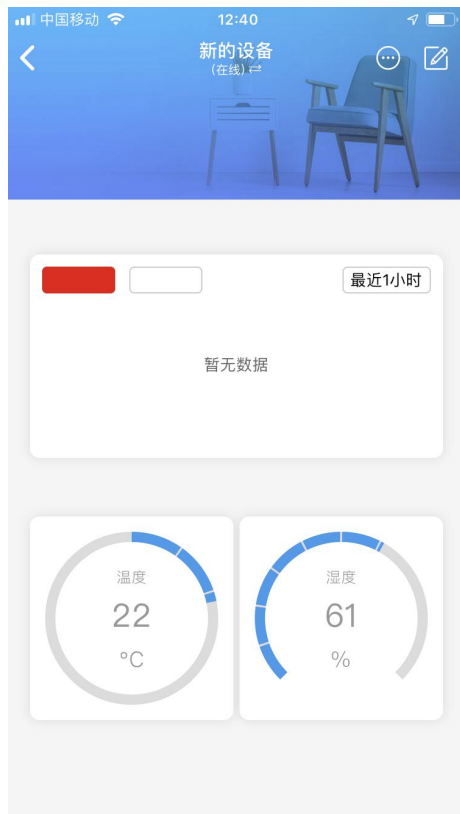 中国移动 12:40
新的设备
(在线)
最近1小时
暂无数据
温度 湿度
22 61
°C %